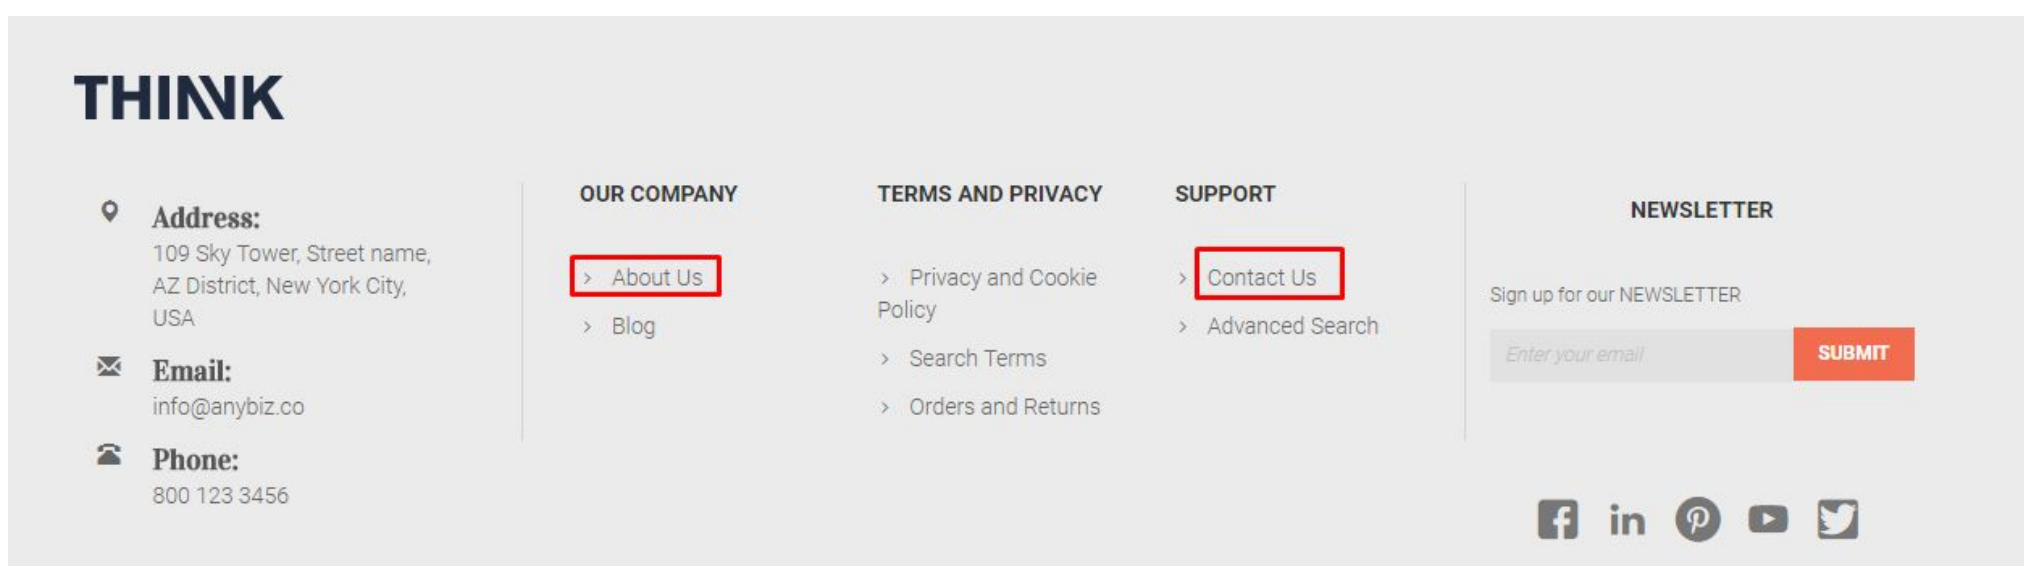 THINK
Address:
109 Sky Tower, Street name,
AZ District, New York City,
USA
Email:
info@anybiz.co
Phone:
800 123 3456
OUR COMPANY
> About Us
> Blog
TERMS AND PRIVACY
> Privacy and Cookie
Policy
> Search Terms
> Orders and Returns
SUPPORT
> Contact Us
> Advanced Search
NEWSLETTER
Sign up for our NEWSLETTER
Enter your email
SUBMIT